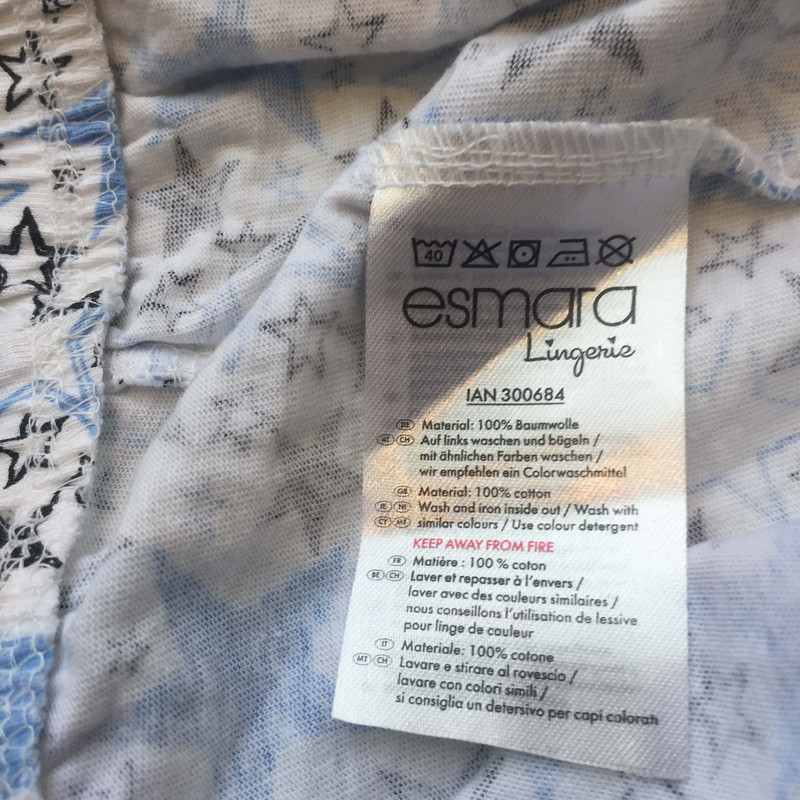 40
esmara
Lingerie
IAN 300684
DE Material: 100% Baumwolle
AT CH Auf links waschen und bügeln /
mit ähnlichen Farben waschen /
wir empfehlen ein Colorwaschmittel
GB Material: 100% cotton
IE NI Wash and iron inside out / Wash with
CY MT similar colours / Use colour detergent
KEEP AWAY FROM FIRE
FR Matière : 100 % coton
BE CH Laver et repasser à l'envers /
laver avec des couleurs similaires /
nous conseillons l'utilisation de lessive
pour linge de couleur
IT Materiale: 100% cotone
MT CH Lavare e stirare al rovescio /
lavare con colori simili /
si consiglia un detersivo per capi colorati